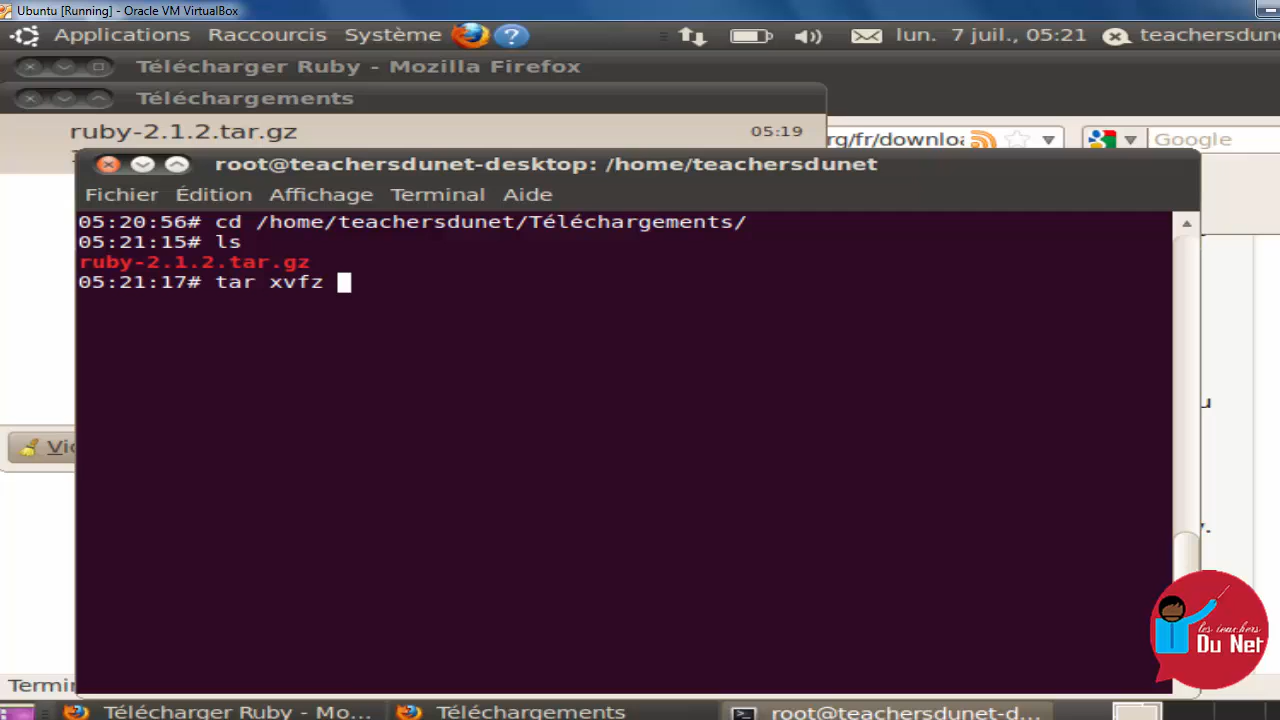 Ubuntu [Running] - Oracle VM VirtualBox
Applications Raccourcis Système lun. 7 juil., 05:21
Télécharger Ruby - Mozilla Firefox
Téléchargements
ruby-2.1.2.tar.gz 05:19
rg/fr/downloa Google
root@teachersdunet-desktop: /home/teachersdunet
Fichier Édition Affichage Terminal Aide
05:20:56# cd /home/teachersdunet/Téléchargements/
05:21:15# ls
ruby-2.1.2.tar.gz
05:21:17# tar xvfz
les teachers
Du Net
Télécharger Ruby - Mo... Téléchargements root@teachersdunet-d...